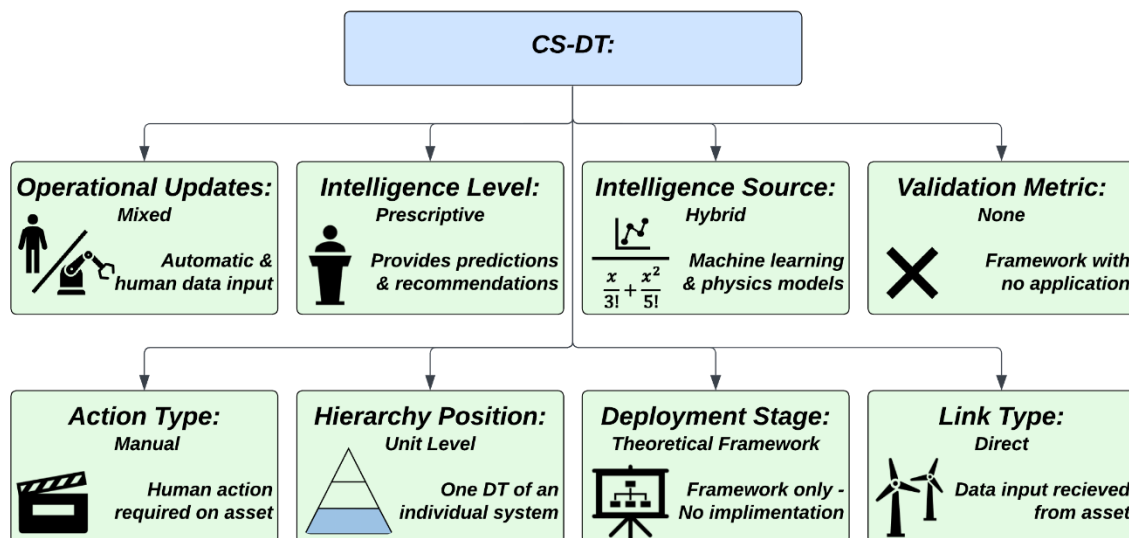 CS-DT:
Operational Updates:
Mixed
Automatic &
human data input
Intelligence Level:
Prescriptive
Provides predictions
& recommendations
Intelligence Source:
Hybrid
x/3! + x²/5!
Machine learning
& physics models
Validation Metric:
None
Framework with
no application
Action Type:
Manual
Human action
required on asset
Hierarchy Position:
Unit Level
One DT of an
individual system
Deployment Stage:
Theoretical Framework
Framework only -
No implimentation
Link Type:
Direct
Data input recieved
from asset